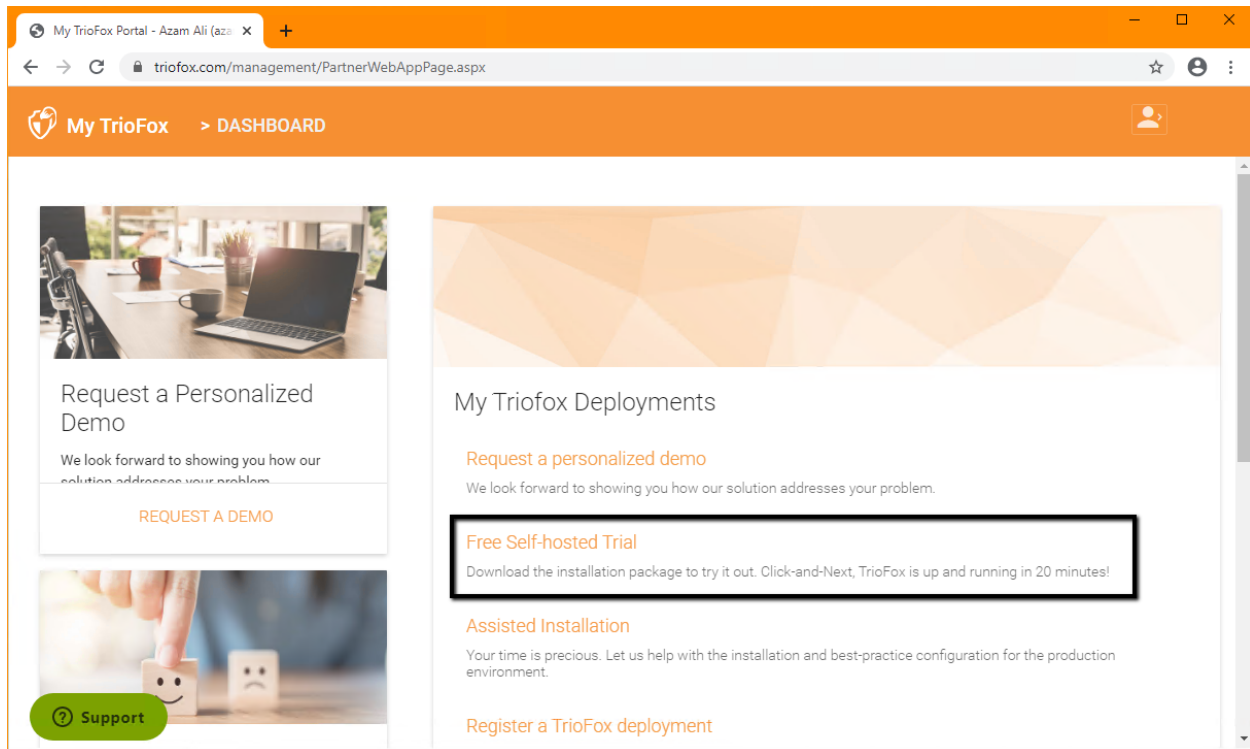 My TrioFox Portal - Azam Ali (aza
triofox.com/management/PartnerWebAppPage.aspx
My TrioFox > DASHBOARD
Request a Personalized
Demo
We look forward to showing you how our
solution addresses your problem
REQUEST A DEMO
Support
My Triofox Deployments
Request a personalized demo
We look forward to showing you how our solution addresses your problem.
Free Self-hosted Trial
Download the installation package to try it out. Click-and-Next, TrioFox is up and running in 20 minutes!
Assisted Installation
Your time is precious. Let us help with the installation and best-practice configuration for the production
environment.
Register a TrioFox deployment